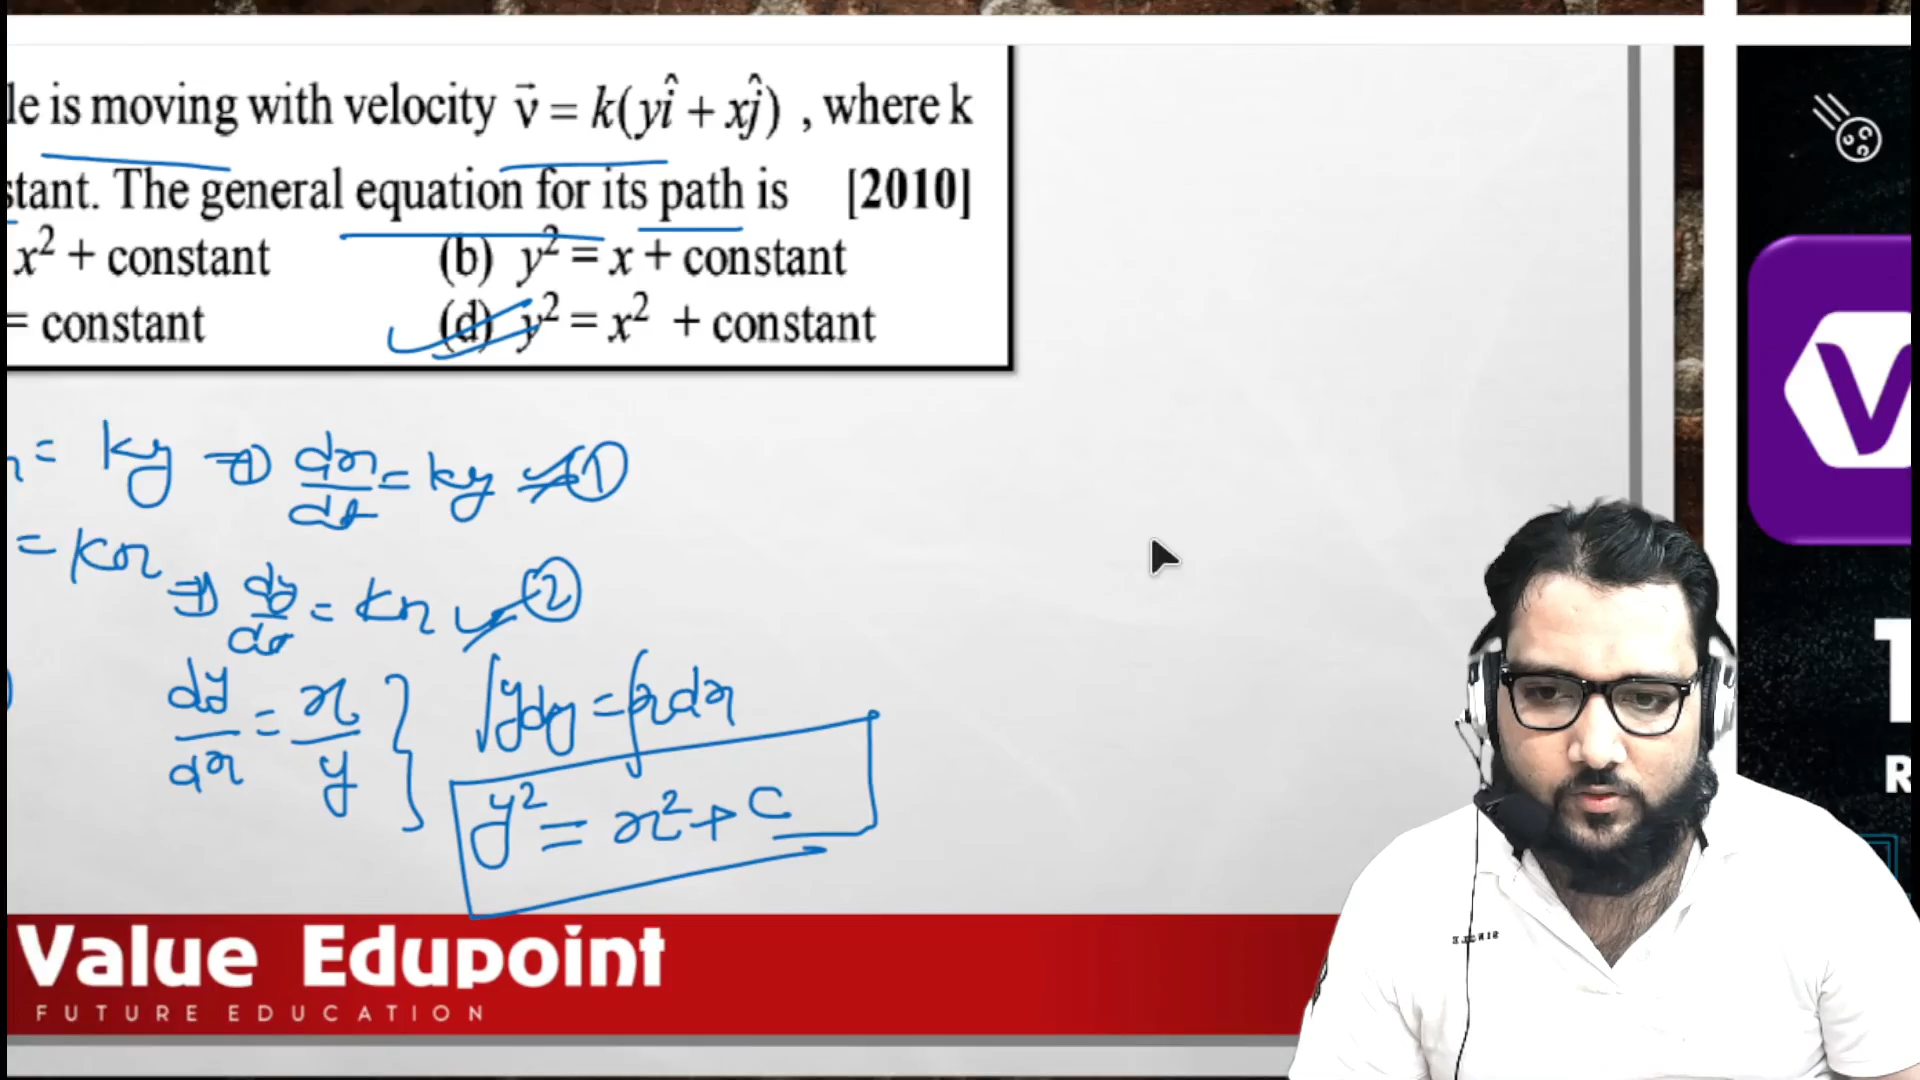 le is moving with velocity v⃗ = k(yî + xĵ) , where k
stant. The general equation for its path is [2010]
x² + constant (b) y² = x + constant
= constant (d) y² = x² + constant
= ky ⇒ dx/dt = ky ①
= kx
⇒ dy/dt = kx ②
dy/dx = x/y } ∫ydy = ∫xdx
y² = x² + C
Value Edupoint
FUTURE EDUCATION
V
T
R